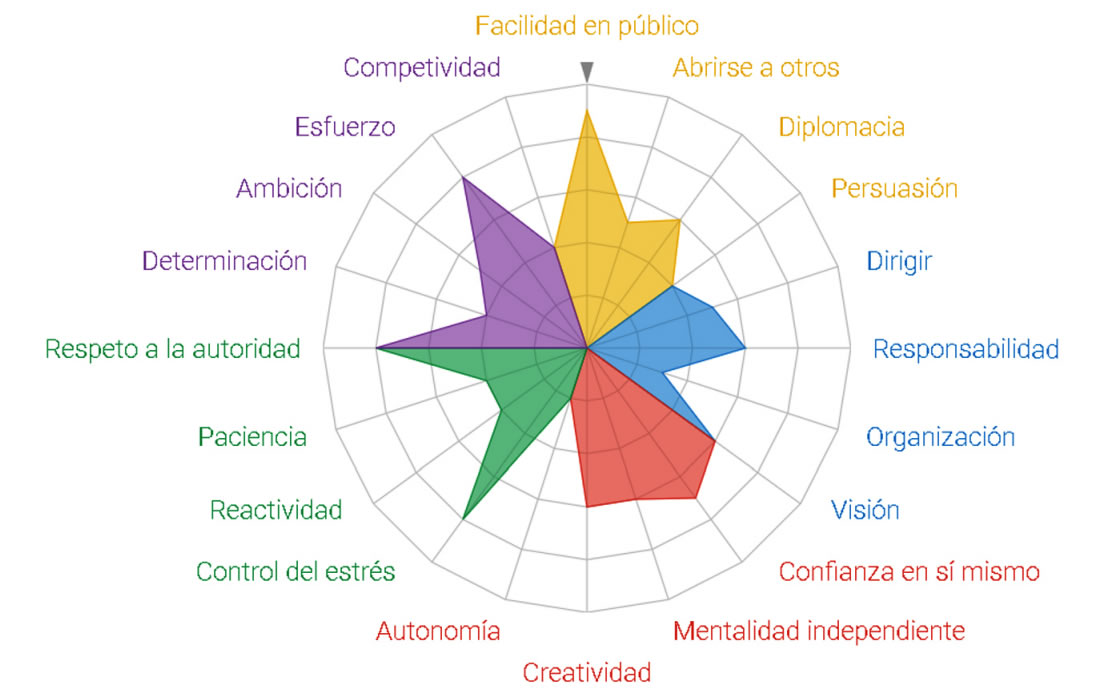 Facilidad en público
Competividad
Abrirse a otros
Esfuerzo
Diplomacia
Ambición
Persuasión
Determinación
Dirigir
Respeto a la autoridad
Responsabilidad
Paciencia
Organización
Reactividad
Visión
Control del estrés
Confianza en sí mismo
Autonomía
Mentalidad independiente
Creatividad